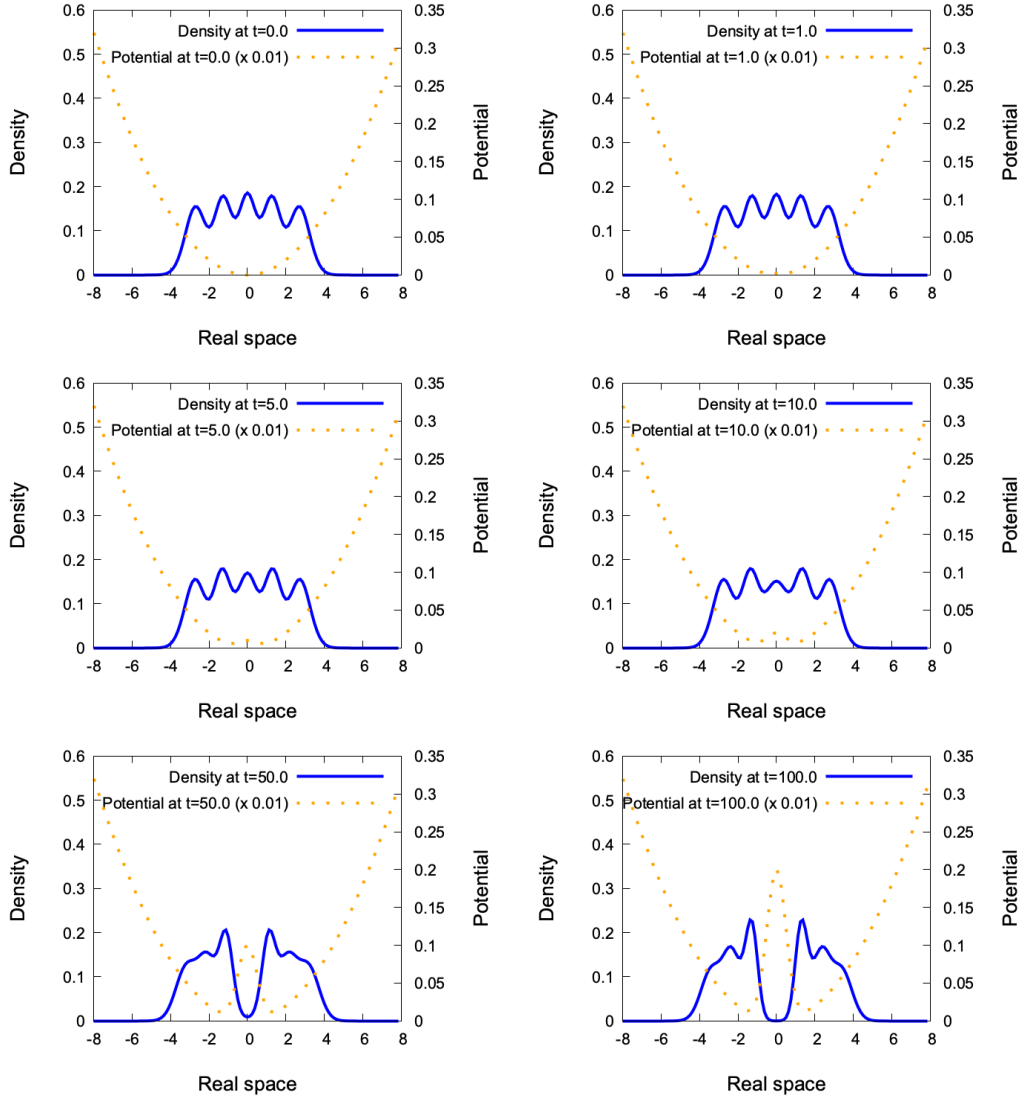 Density at t=0.0
Potential at t=0.0 (x 0.01)
Density
Potential
0.6
0.5
0.4
0.3
0.2
0.1
0
0.35
0.3
0.25
0.2
0.15
0.1
0.05
0
-8 -6 -4 -2 0 2 4 6 8
Real space
Density at t=1.0
Potential at t=1.0 (x 0.01)
Density
Potential
0.6
0.5
0.4
0.3
0.2
0.1
0
0.35
0.3
0.25
0.2
0.15
0.1
0.05
0
-8 -6 -4 -2 0 2 4 6 8
Real space
Density at t=5.0
Potential at t=5.0 (x 0.01)
Density
Potential
0.6
0.5
0.4
0.3
0.2
0.1
0
0.35
0.3
0.25
0.2
0.15
0.1
0.05
0
-8 -6 -4 -2 0 2 4 6 8
Real space
Density at t=10.0
Potential at t=10.0 (x 0.01)
Density
Potential
0.6
0.5
0.4
0.3
0.2
0.1
0
0.35
0.3
0.25
0.2
0.15
0.1
0.05
0
-8 -6 -4 -2 0 2 4 6 8
Real space
Density at t=50.0
Potential at t=50.0 (x 0.01)
Density
Potential
0.6
0.5
0.4
0.3
0.2
0.1
0
0.35
0.3
0.25
0.2
0.15
0.1
0.05
0
-8 -6 -4 -2 0 2 4 6 8
Real space
Density at t=100.0
Potential at t=100.0 (x 0.01)
Density
Potential
0.6
0.5
0.4
0.3
0.2
0.1
0
0.35
0.3
0.25
0.2
0.15
0.1
0.05
0
-8 -6 -4 -2 0 2 4 6 8
Real space